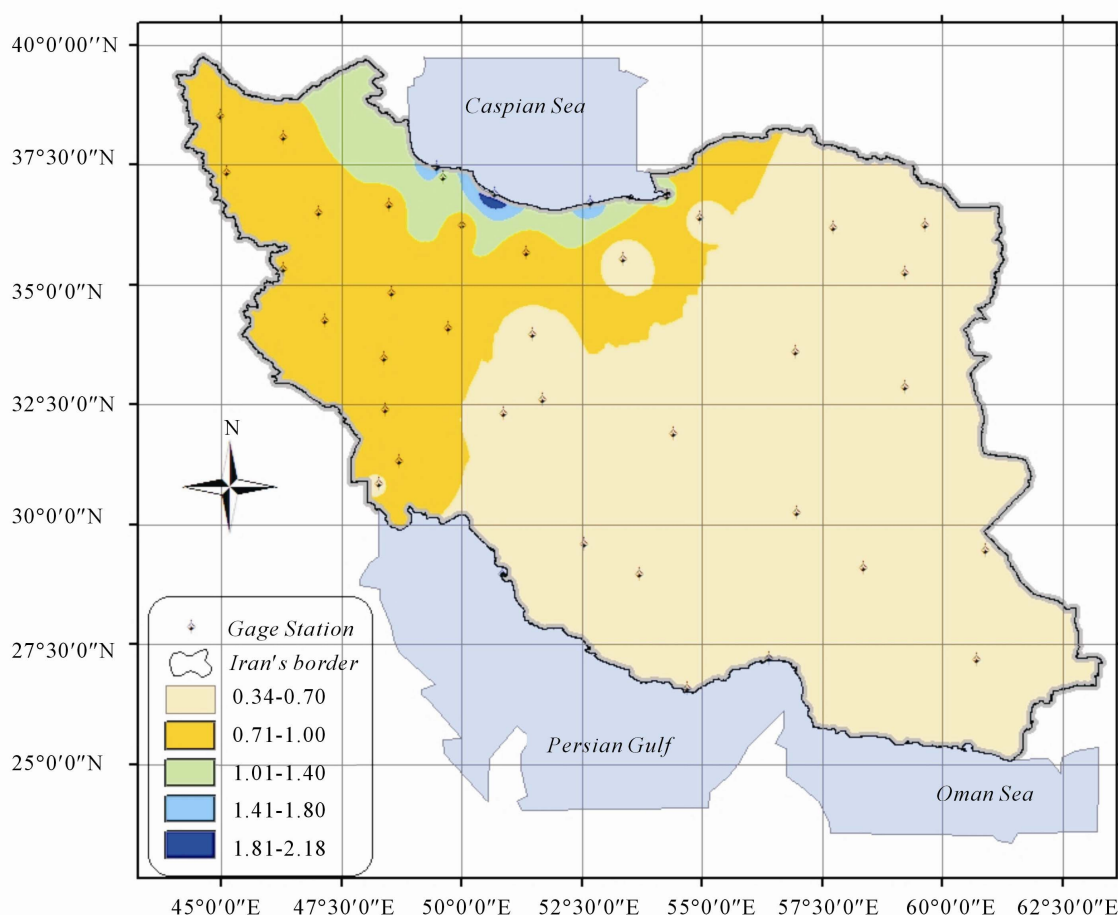 40°0′00″N
37°30′0″N
35°0′0″N
32°30′0″N
30°0′0″N
27°30′0″N
25°0′0″N
Caspian Sea
N
Gage Station
Iran's border
0.34-0.70
0.71-1.00
1.01-1.40
1.41-1.80
1.81-2.18
Persian Gulf
Oman Sea
45°0′0″E 47°30′0″E 50°0′0″E 52°30′0″E 55°0′0″E 57°30′0″E 60°0′0″E 62°30′0″E